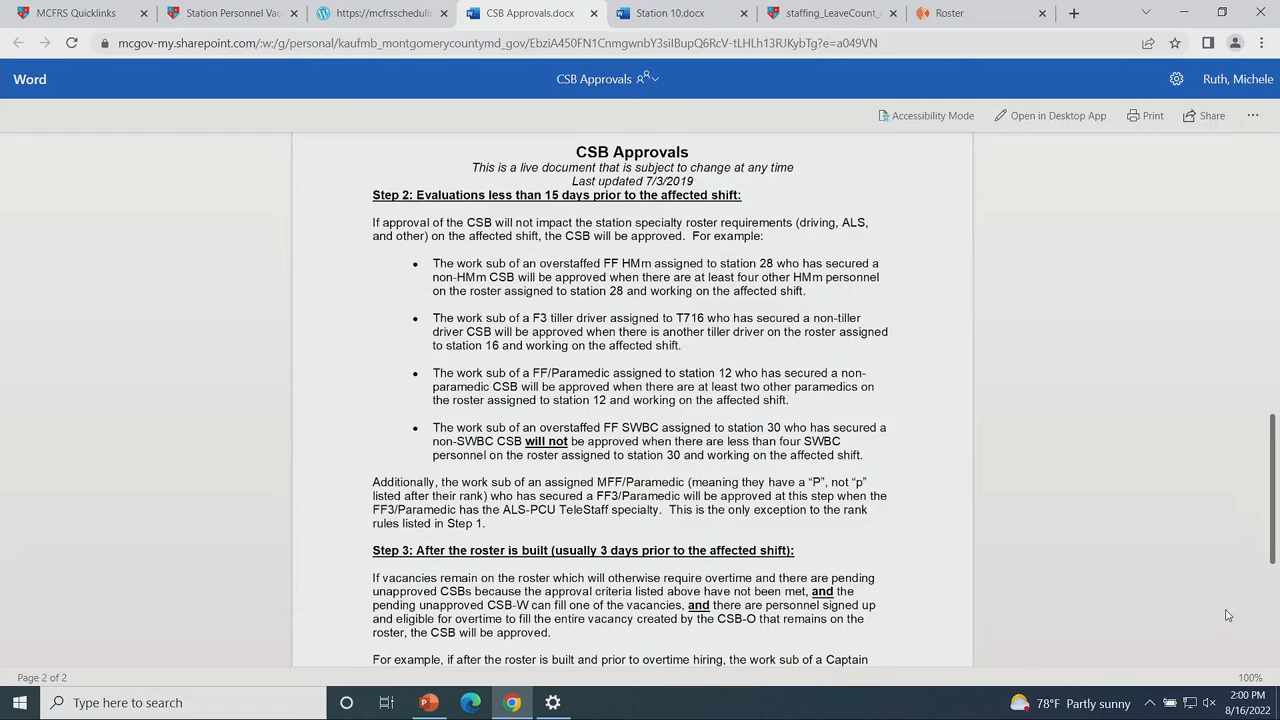 MCFRS Quicklinks
Station Personnel Vac
https://mcfrsscheduli
CSB Approvals.docx
Station 10.docx
staffing_LeaveCount_
Roster
mcgov-my.sharepoint.com/:w:/g/personal/kaufmb_montgomerycountymd_gov/EbziA450FN1CnmgwnbY3siIBupQ6RcV-tLHLh13RJKybTg?e=a049VN
Word
CSB Approvals
Ruth, Michele
Accessibility Mode
Open in Desktop App
Print
Share
CSB Approvals
This is a live document that is subject to change at any time
Last updated 7/3/2019
Step 2: Evaluations less than 15 days prior to the affected shift:
If approval of the CSB will not impact the station specialty roster requirements (driving, ALS,
and other) on the affected shift, the CSB will be approved. For example:
• The work sub of an overstaffed FF HMm assigned to station 28 who has secured a
non-HMm CSB will be approved when there are at least four other HMm personnel
on the roster assigned to station 28 and working on the affected shift.
• The work sub of a F3 tiller driver assigned to T716 who has secured a non-tiller
driver CSB will be approved when there is another tiller driver on the roster assigned
to station 16 and working on the affected shift.
• The work sub of a FF/Paramedic assigned to station 12 who has secured a non-
paramedic CSB will be approved when there are at least two other paramedics on
the roster assigned to station 12 and working on the affected shift.
• The work sub of an overstaffed FF SWBC assigned to station 30 who has secured a
non-SWBC CSB will not be approved when there are less than four SWBC
personnel on the roster assigned to station 30 and working on the affected shift.
Additionally, the work sub of an assigned MFF/Paramedic (meaning they have a “P”, not “p”
listed after their rank) who has secured a FF3/Paramedic will be approved at this step when the
FF3/Paramedic has the ALS-PCU TeleStaff specialty. This is the only exception to the rank
rules listed in Step 1.
Step 3: After the roster is built (usually 3 days prior to the affected shift):
If vacancies remain on the roster which will otherwise require overtime and there are pending
unapproved CSBs because the approval criteria listed above have not been met, and the
pending unapproved CSB-W can fill one of the vacancies, and there are personnel signed up
and eligible for overtime to fill the entire vacancy created by the CSB-O that remains on the
roster, the CSB will be approved.
For example, if after the roster is built and prior to overtime hiring, the work sub of a Captain
Page 2 of 2
100%
Type here to search
78°F Partly sunny
2:00 PM
8/16/2022